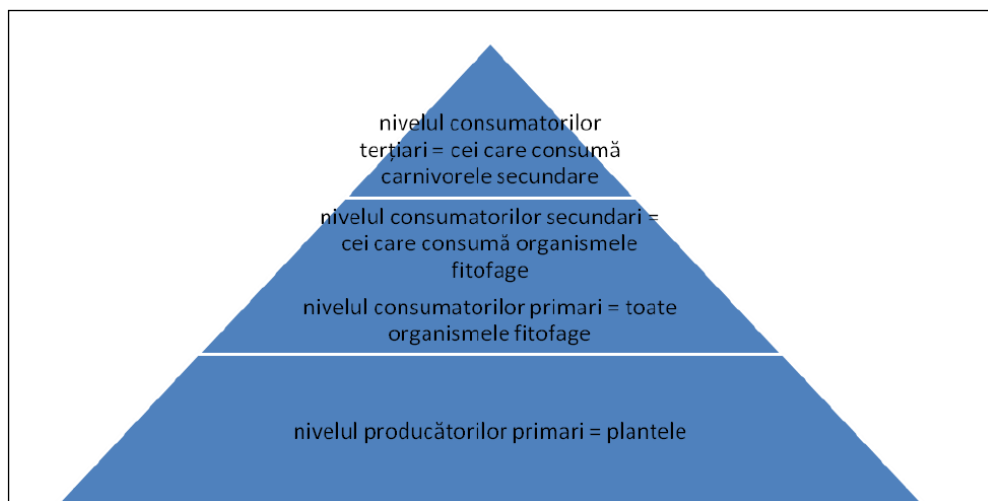 nivelul consumatorilor
terțiari = cei care consumă
carnivorele secundare
nivelul consumatorilor secundari =
cei care consumă organismele
fitofage
nivelul consumatorilor primari = toate
organismele fitofage
nivelul producătorilor primari = plantele